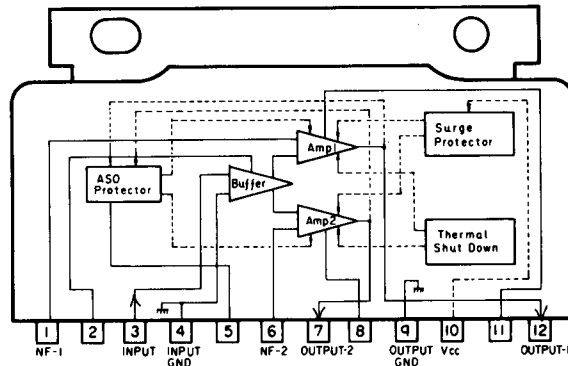 Amp1
Surge
Protector
ASO
Protector
Buffer
Amp2
Thermal
Shut Down
1 2 3 4 5 6 7 8 9 10 11 12
NF-1 INPUT INPUT NF-2 OUTPUT-2 OUTPUT Vcc OUTPUT-1
GND GND